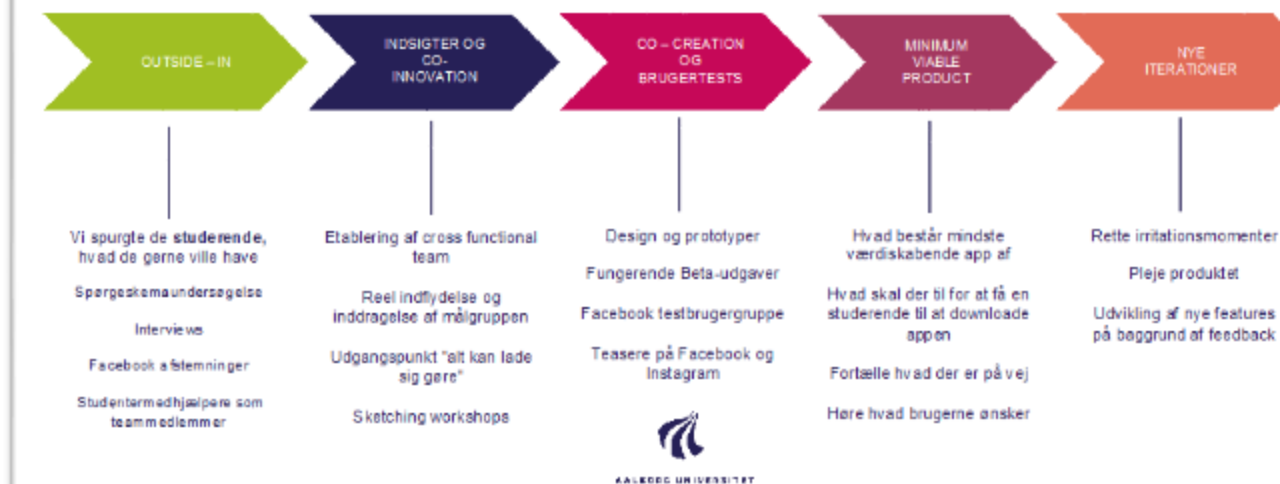 OUTSIDE – IN
Vi spurgte de studerende,
hvad de gerne ville have
Spørgeskemaundersøgelse
Interviews
Facebook afstemninger
Studentermedhjælpere som
teammedlemmer
INDSIGTER OG
CO-
INNOVATION
Etablering af cross functional
team
Reel indflydelse og
inddragelse af målgruppen
Udgangspunkt "alt kan lade
sig gøre"
Sketching workshops
CO – CREATION
OG
BRUGERTESTS
Design og prototyper
Fungerende Beta-udgaver
Facebook testbrugergruppe
Teasere på Facebook og
Instagram
MINIMUM
VIABLE
PRODUCT
Hvad består mindste
værdiskabende app af
Hvad skal der til for at få en
studerende til at downloade
appen
Fortælle hvad der er på vej
Høre hvad brugerne ønsker
NYE
ITERATIONER
Rette irritationsmomenter
Pleje produktet
Udvikling af nye features
på baggrund af feedback
AALBORG UNIVERSITET